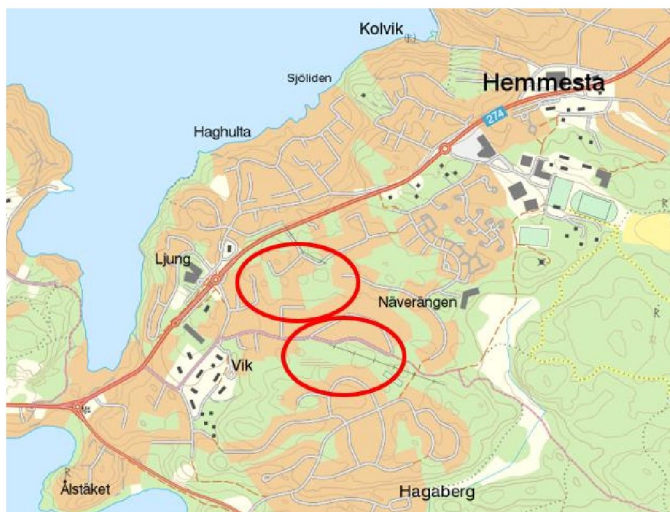 Kolvik
Sjöliden
Hemmesta
274
Haghulta
Ljung
Näverängen
Vik
Ålstäket
Hagaberg
R
R
R